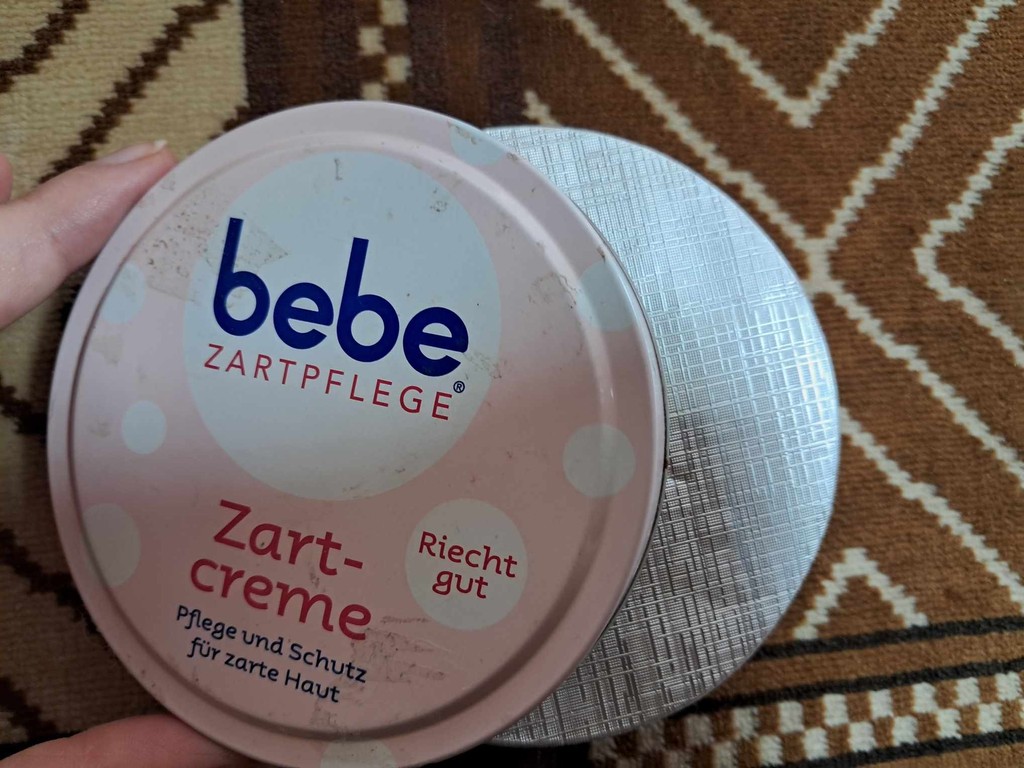 bebe
ZARTPFLEGE®
Zart-
creme
Riecht
gut
Pflege und Schutz
für zarte Haut